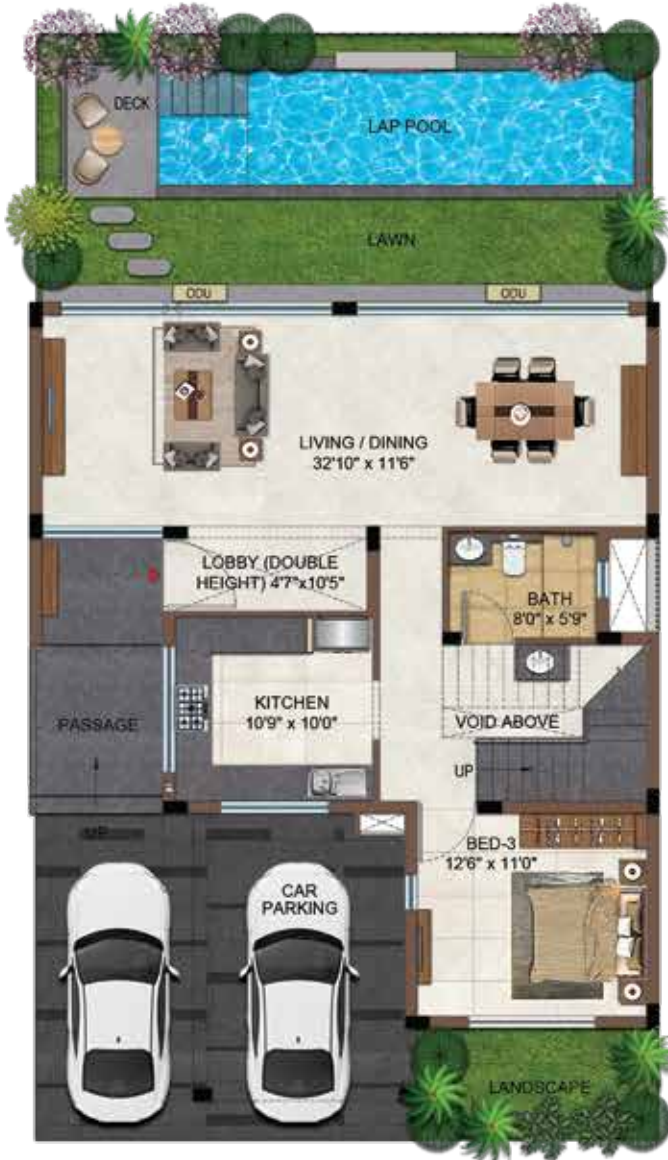 DECK
LAP POOL
LAWN
ODU
ODU
LIVING / DINING
32'10" x 11'6"
LOBBY (DOUBLE
HEIGHT) 4'7"x10'5"
BATH
8'0" x 5'9"
KITCHEN
10'9" x 10'0"
PASSAGE
VOID ABOVE
UP
UP
BED-3
12'6" x 11'0"
CAR
PARKING
LANDSCAPE